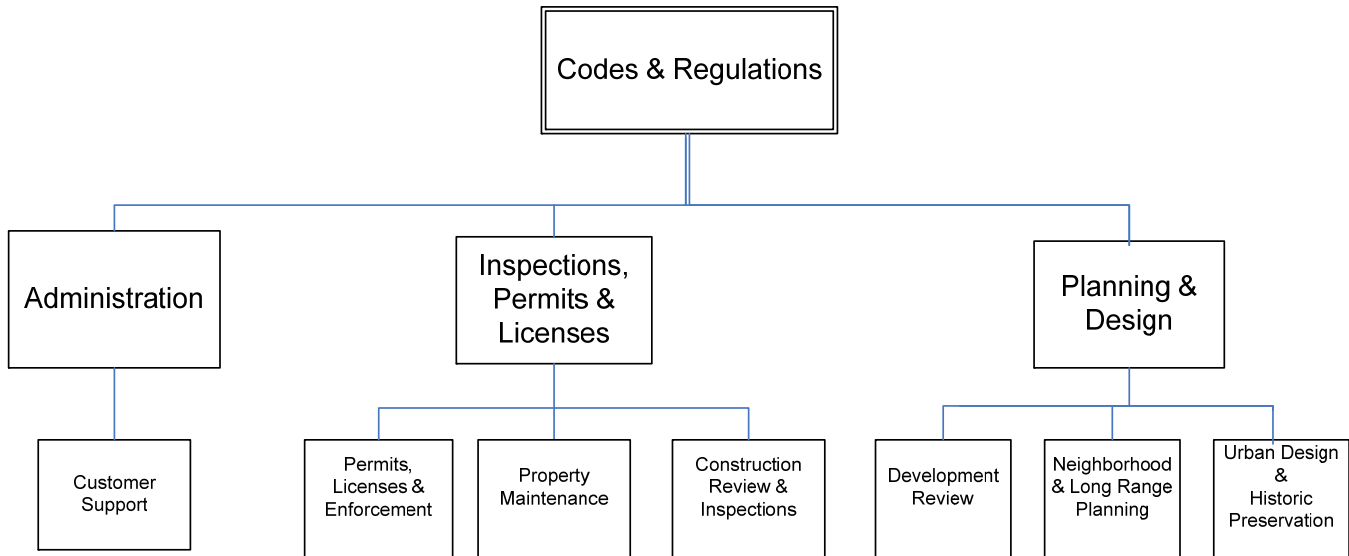 Codes & Regulations
Administration
Inspections,
Permits &
Licenses
Planning &
Design
Customer
Support
Permits,
Licenses &
Enforcement
Property
Maintenance
Construction
Review &
Inspections
Development
Review
Neighborhood
& Long Range
Planning
Urban Design
&
Historic
Preservation